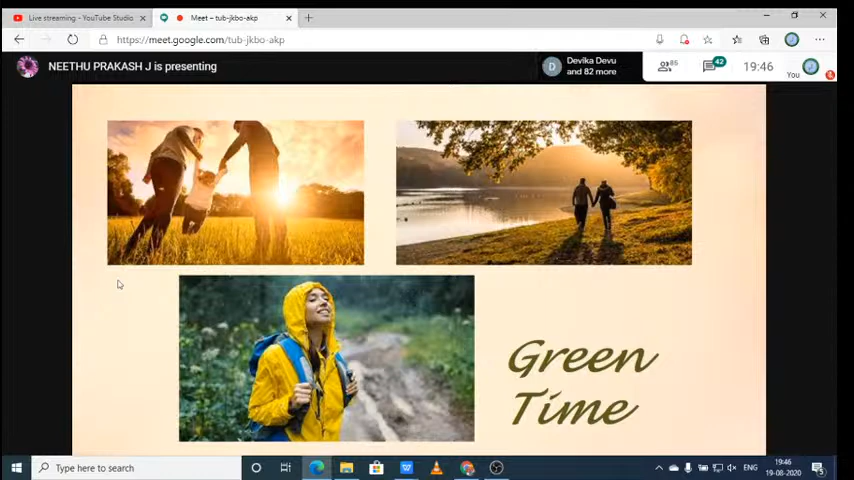 Live streaming - YouTube Studio
Meet – tub-jkbo-akp
https://meet.google.com/tub-jkbo-akp
NEETHU PRAKASH J is presenting
D
Devika Devu
and 82 more
86
42
19:46
You
Green
Time
Type here to search
ENG
19:46
19-08-2020